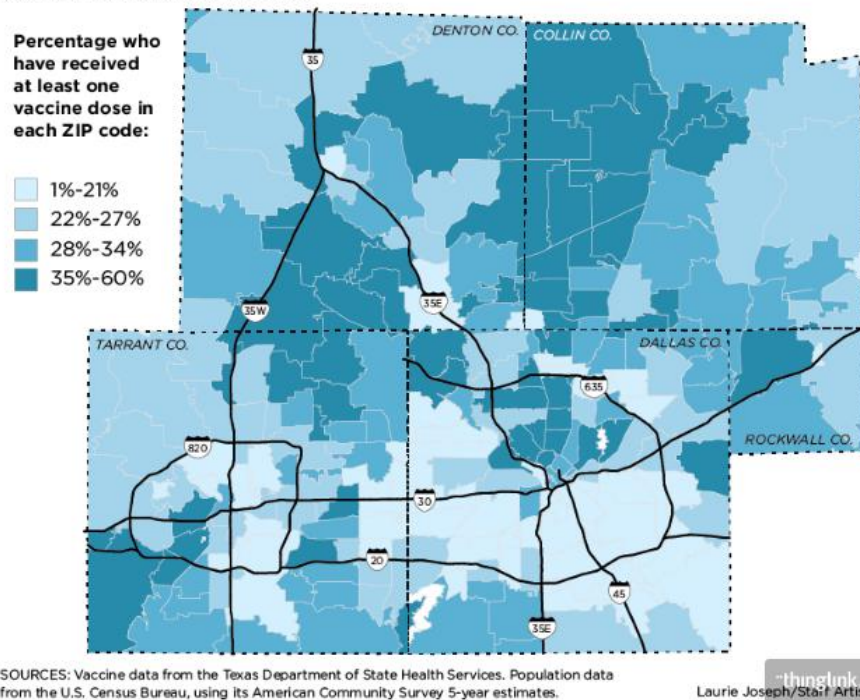 DENTON CO.
COLLIN CO.
Percentage who
have received
at least one
vaccine dose in
each ZIP code:
35
1%-21%
22%-27%
28%-34%
35%-60%
35W
35E
TARRANT CO.
DALLAS CO.
635
820
ROCKWALL CO.
30
20
45
35E
SOURCES: Vaccine data from the Texas Department of State Health Services. Population data
from the U.S. Census Bureau, using its American Community Survey 5-year estimates.
Laurie Joseph/Staff
thinglink